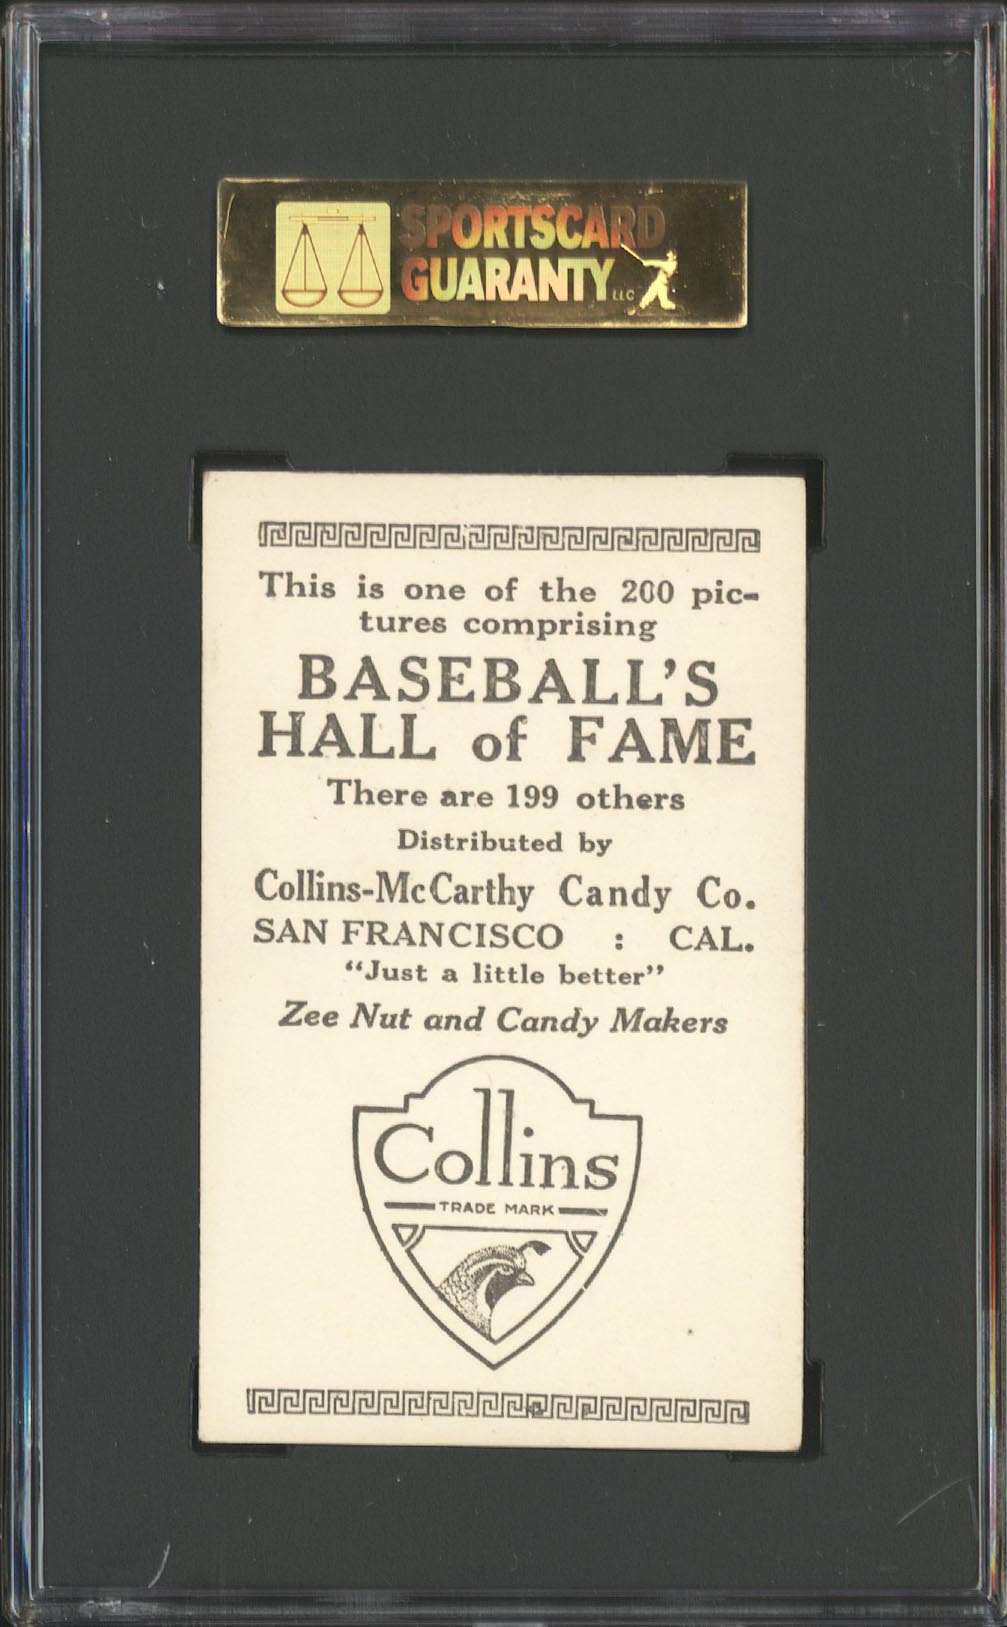 SPORTSCARD
GUARANTY LLC
This is one of the 200 pic-
tures comprising
BASEBALL'S
HALL of FAME
There are 199 others
Distributed by
Collins-McCarthy Candy Co.
SAN FRANCISCO : CAL.
"Just a little better"
Zee Nut and Candy Makers
Collins
TRADE MARK